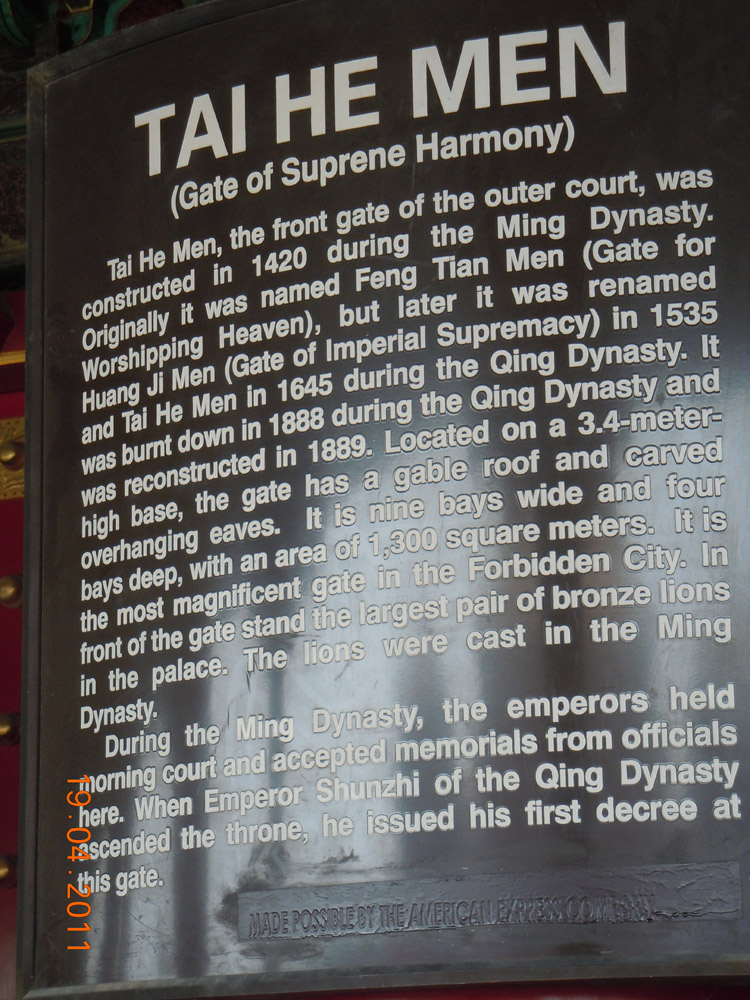 TAI HE MEN
(Gate of Suprene Harmony)
Tai He Men, the front gate of the outer court, was
constructed in 1420 during the Ming Dynasty.
Originally it was named Feng Tian Men (Gate for
Worshipping Heaven), but later it was renamed
Huang Ji Men (Gate of Imperial Supremacy) in 1535
and Tai He Men in 1645 during the Qing Dynasty. It
was burnt down in 1888 during the Qing Dynasty and
was reconstructed in 1889. Located on a 3.4-meter-
high base, the gate has a gable roof and carved
overhanging eaves. It is nine bays wide and four
bays deep, with an area of 1,300 square meters. It is
the most magnificent gate in the Forbidden City. In
front of the gate stand the largest pair of bronze lions
in the palace. The lions were cast in the Ming
Dynasty.
During the Ming Dynasty, the emperors held
morning court and accepted memorials from officials
here. When Emperor Shunzhi of the Qing Dynasty
ascended the throne, he issued his first decree at
this gate.
MADE POSSIBLE BY THE AMERICAN EXPRESS COMPANY
19.04.2011